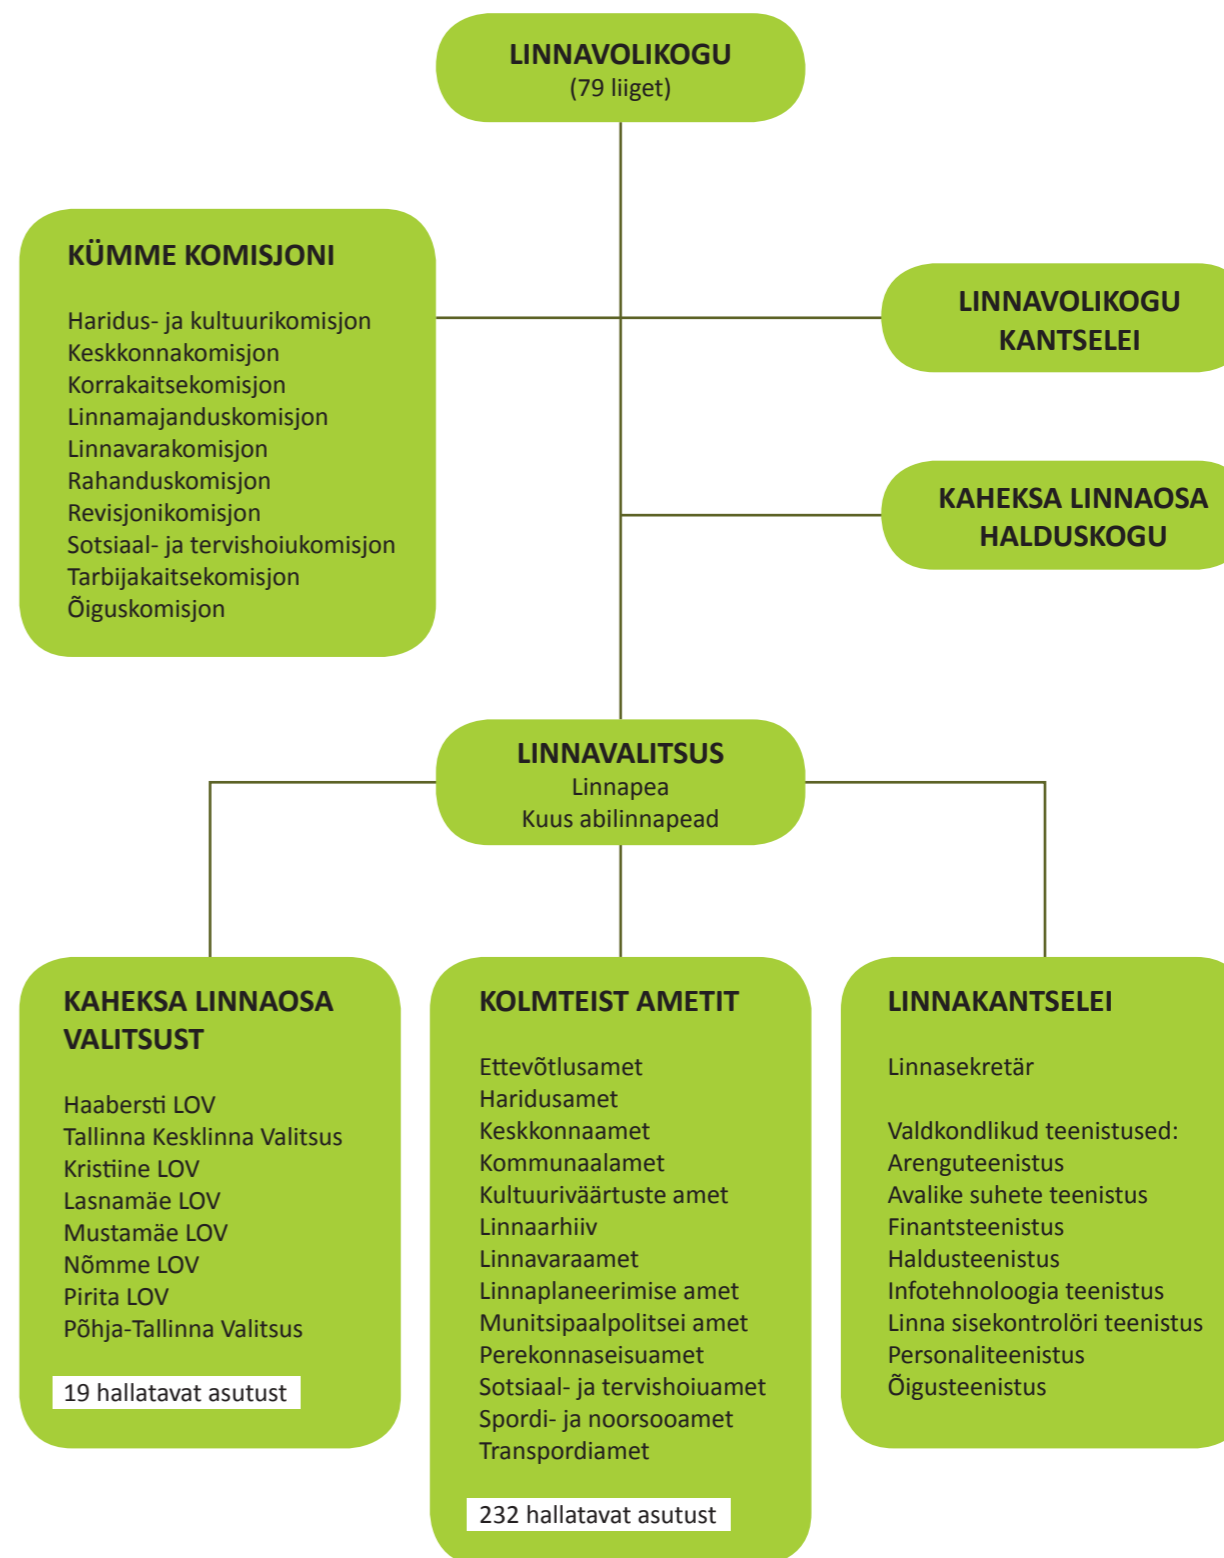 LINNAVOLIKOGU
(79 liiget)
KÜMME KOMISJONI
Haridus- ja kultuurikomisjon
Keskkonnakomisjon
Korrakaitsekomisjon
Linnamajanduskomisjon
Linnavarakomisjon
Rahanduskomisjon
Revisjonikomisjon
Sotsiaal- ja tervishoiukomisjon
Tarbijakaitsekomisjon
Õiguskomisjon
LINNAVOLIKOGU
KANTSELEI
KAHEKSA LINNAOSA
HALDUSKOGU
LINNAVALITSUS
Linnapea
Kuus abilinnapead
KAHEKSA LINNAOSA
VALITSUST
Haabersti LOV
Tallinna Kesklinna Valitsus
Kristiine LOV
Lasnamäe LOV
Mustamäe LOV
Nõmme LOV
Pirita LOV
Põhja-Tallinna Valitsus
19 hallatavat asutust
KOLMTEIST AMETIT
Ettevõtlusamet
Haridusamet
Keskkonnaamet
Kommunaalamet
Kultuuriväärtuste amet
Linnaarhiiv
Linnavaraamet
Linnaplaneerimise amet
Munitsipaalpolitsei amet
Perekonnaseisuamet
Sotsiaal- ja tervishoiuamet
Spordi- ja noorsooamet
Transpordiamet
232 hallatavat asutust
LINNAKANTSELEI
Linnasekretär
Valdkondlikud teenistused:
Arenguteenistus
Avalike suhete teenistus
Finantsteenistus
Haldusteenistus
Infotehnoloogia teenistus
Linna sisekontrolöri teenistus
Personaliteenistus
Õigusteenistus